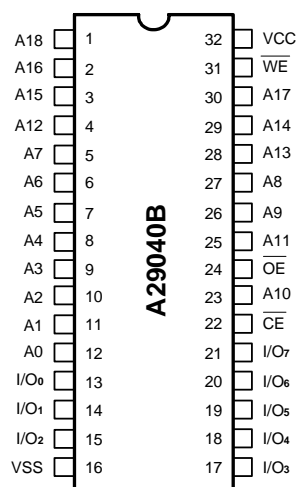 A18 1 32 VCC
A16 2 31 W̅E̅
A15 3 30 A17
A12 4 29 A14
A7 5 28 A13
A6 6 27 A8
A5 7 26 A9
A4 8 25 A11
A3 9 24 O̅E̅
A2 10 23 A10
A1 11 22 C̅E̅
A0 12 21 I/O₇
I/O₀ 13 20 I/O₆
I/O₁ 14 19 I/O₅
I/O₂ 15 18 I/O₄
VSS 16 17 I/O₃
A29040B